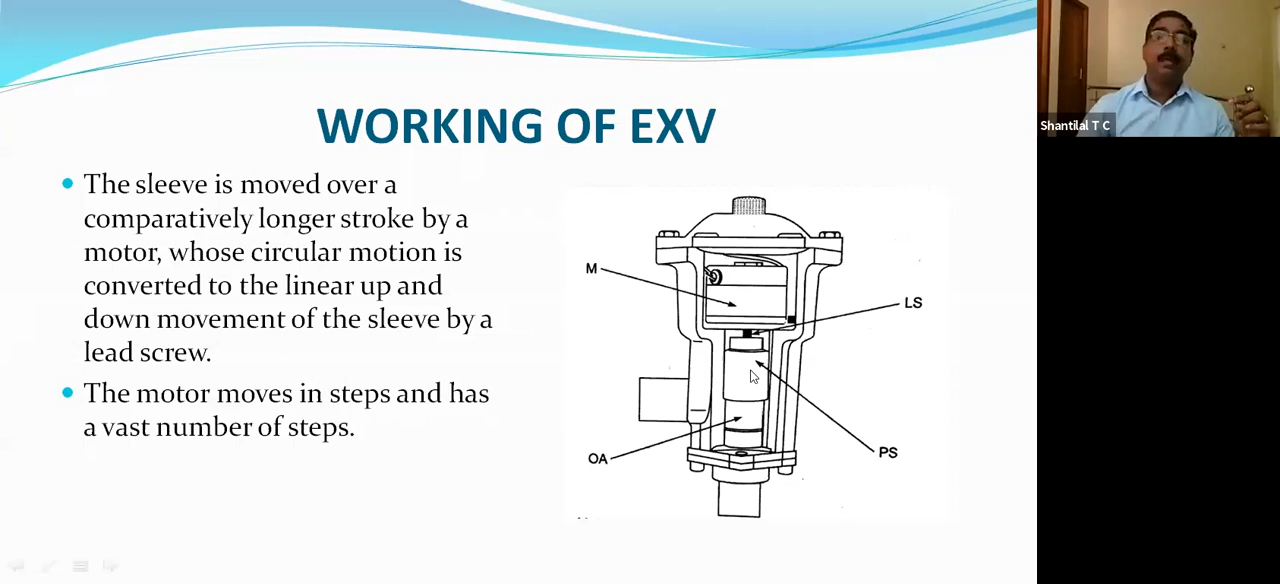 WORKING OF EXV
The sleeve is moved over a
comparatively longer stroke by a
motor, whose circular motion is
converted to the linear up and
down movement of the sleeve by a
lead screw.
The motor moves in steps and has
a vast number of steps.
M
LS
OA
PS
Shantilal T C